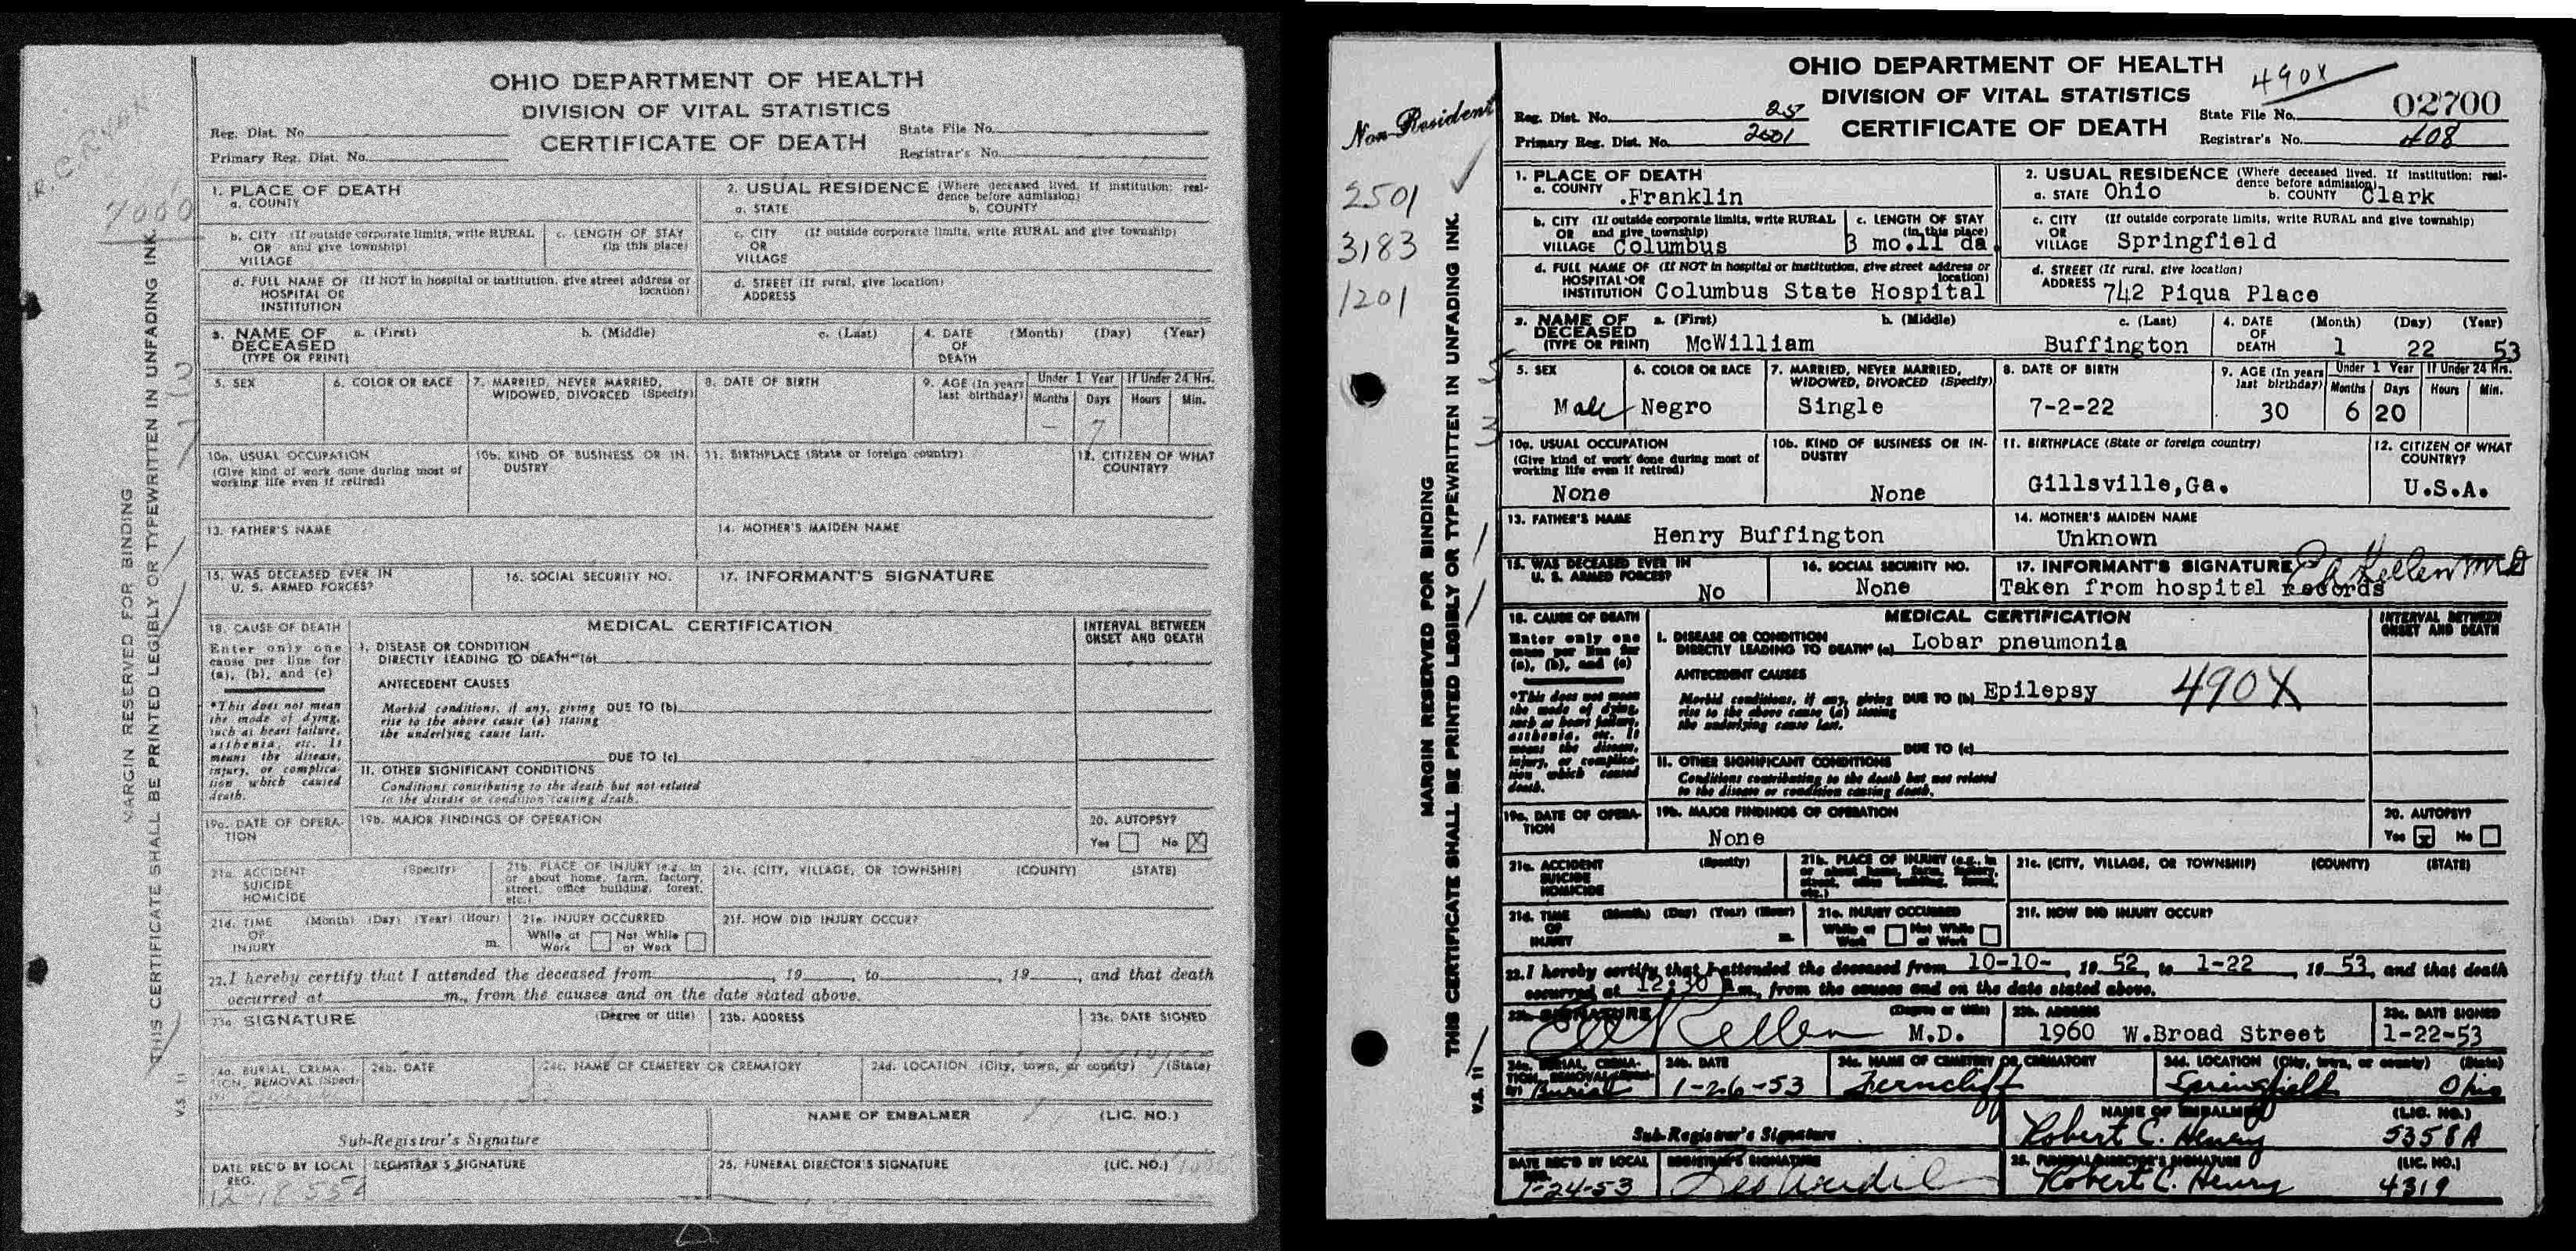 OHIO DEPARTMENT OF HEALTH
DIVISION OF VITAL STATISTICS
CERTIFICATE OF DEATH
Reg. Dist. No.
Primary Reg. Dist. No.
State File No.
Registrar's No.
1. PLACE OF DEATH
a. COUNTY
2. USUAL RESIDENCE (Where deceased lived. If institution: resi-
dence before admission)
a. STATE b. COUNTY
b. CITY (If outside corporate limits, write RURAL
OR and give township)
VILLAGE
c. LENGTH OF STAY
(in this place)
c. CITY (If outside corporate limits, write RURAL and give township)
OR
VILLAGE
d. FULL NAME OF (If NOT in hospital or institution, give street address or
HOSPITAL OR location)
INSTITUTION
d. STREET (If rural, give location)
ADDRESS
3. NAME OF a. (First) b. (Middle) c. (Last)
DECEASED
(TYPE OR PRINT)
4. DATE (Month) (Day) (Year)
OF
DEATH
5. SEX
6. COLOR OR RACE
7. MARRIED, NEVER MARRIED,
WIDOWED, DIVORCED (Specify)
8. DATE OF BIRTH
9. AGE (In years
last birthday)
Under 1 Year If Under 24 Hrs.
Months Days Hours Min.
7
10a. USUAL OCCUPATION
(Give kind of work done during most of
working life even if retired)
10b. KIND OF BUSINESS OR IN-
DUSTRY
11. BIRTHPLACE (State or foreign country)
12. CITIZEN OF WHAT
COUNTRY?
13. FATHER'S NAME
14. MOTHER'S MAIDEN NAME
15. WAS DECEASED EVER IN
U. S. ARMED FORCES?
16. SOCIAL SECURITY NO.
17. INFORMANT'S SIGNATURE
18. CAUSE OF DEATH
Enter only one
cause per line for
(a), (b), and (c)
*This does not mean
the mode of dying,
such as heart failure,
asthenia, etc. It
means the disease,
injury, or complica-
tion which caused
death.
MEDICAL CERTIFICATION
INTERVAL BETWEEN
ONSET AND DEATH
I. DISEASE OR CONDITION
DIRECTLY LEADING TO DEATH* (a)
ANTECEDENT CAUSES
Morbid conditions, if any, giving DUE TO (b)
rise to the above cause (a) stating
the underlying cause last.
DUE TO (c)
II. OTHER SIGNIFICANT CONDITIONS
Conditions contributing to the death but not related
to the disease or condition causing death.
19a. DATE OF OPERA-
TION
19b. MAJOR FINDINGS OF OPERATION
20. AUTOPSY?
Yes No X
21a. ACCIDENT (Specify)
SUICIDE
HOMICIDE
21b. PLACE OF INJURY (e.g., in
or about home, farm, factory,
street, office building, forest,
etc.)
21c. (CITY, VILLAGE, OR TOWNSHIP) (COUNTY) (STATE)
21d. TIME (Month) (Day) (Year) (Hour)
OF
INJURY m.
21e. INJURY OCCURRED
While at Not While
Work at Work
21f. HOW DID INJURY OCCUR?
22. I hereby certify that I attended the deceased from , 19 , to , 19 , and that death
occurred at m., from the causes and on the date stated above.
23a. SIGNATURE (Degree or title)
23b. ADDRESS
23c. DATE SIGNED
24a. BURIAL, CREMA-
TION, REMOVAL (Speci-
24b. DATE
24c. NAME OF CEMETERY OR CREMATORY
24d. LOCATION (City, town, or county) (State)
NAME OF EMBALMER (LIC. NO.)
Sub-Registrar's Signature
DATE REC'D BY LOCAL
REG.
REGISTRAR'S SIGNATURE
25. FUNERAL DIRECTOR'S SIGNATURE (LIC. NO.)
MARGIN RESERVED FOR BINDING
THIS CERTIFICATE SHALL BE PRINTED LEGIBLY OR TYPEWRITTEN IN UNFADING INK.
V.S. 11
OHIO DEPARTMENT OF HEALTH
DIVISION OF VITAL STATISTICS
CERTIFICATE OF DEATH
490X
Non-Resident
2501
3183
1201
Reg. Dist. No. 25
Primary Reg. Dist. No. 2501
State File No. 02700
Registrar's No. 408
1. PLACE OF DEATH
a. COUNTY Franklin
2. USUAL RESIDENCE (Where deceased lived. If institution: resi-
dence before admission)
a. STATE Ohio b. COUNTY Clark
b. CITY (If outside corporate limits, write RURAL
OR and give township)
VILLAGE Columbus
c. LENGTH OF STAY
(in this place)
3 mo.11 da.
c. CITY (If outside corporate limits, write RURAL and give township)
OR
VILLAGE Springfield
d. FULL NAME OF (If NOT in hospital or institution, give street address or
HOSPITAL OR location)
INSTITUTION Columbus State Hospital
d. STREET (If rural, give location)
ADDRESS 742 Piqua Place
3. NAME OF a. (First) b. (Middle) c. (Last)
DECEASED
(TYPE OR PRINT) McWilliam Buffington
4. DATE (Month) (Day) (Year)
OF
DEATH 1 22 53
5. SEX
Male
6. COLOR OR RACE
Negro
7. MARRIED, NEVER MARRIED,
WIDOWED, DIVORCED (Specify)
Single
8. DATE OF BIRTH
7-2-22
9. AGE (In years
last birthday)
30
Under 1 Year If Under 24 Hrs.
Months Days Hours Min.
6 20
10a. USUAL OCCUPATION
(Give kind of work done during most of
working life even if retired)
None
10b. KIND OF BUSINESS OR IN-
DUSTRY
None
11. BIRTHPLACE (State or foreign country)
Gillsville,Ga.
12. CITIZEN OF WHAT
COUNTRY?
U.S.A.
13. FATHER'S NAME
Henry Buffington
14. MOTHER'S MAIDEN NAME
Unknown
15. WAS DECEASED EVER IN
U. S. ARMED FORCES?
No
16. SOCIAL SECURITY NO.
None
17. INFORMANT'S SIGNATURE
Taken from hospital records
18. CAUSE OF DEATH
Enter only one
cause per line for
(a), (b), and (c)
*This does not mean
the mode of dying,
such as heart failure,
asthenia, etc. It
means the disease,
injury, or complica-
tion which caused
death.
MEDICAL CERTIFICATION
INTERVAL BETWEEN
ONSET AND DEATH
I. DISEASE OR CONDITION
DIRECTLY LEADING TO DEATH* (a) Lobar pneumonia
ANTECEDENT CAUSES
Morbid conditions, if any, giving DUE TO (b) Epilepsy 490X
rise to the above cause (a) stating
the underlying cause last.
DUE TO (c)
II. OTHER SIGNIFICANT CONDITIONS
Conditions contributing to the death but not related
to the disease or condition causing death.
19a. DATE OF OPERA-
TION
19b. MAJOR FINDINGS OF OPERATION
None
20. AUTOPSY?
Yes X No
21a. ACCIDENT (Specify)
SUICIDE
HOMICIDE
21b. PLACE OF INJURY (e.g., in
or about home, farm, factory,
street, office building, forest,
etc.)
21c. (CITY, VILLAGE, OR TOWNSHIP) (COUNTY) (STATE)
21d. TIME (Month) (Day) (Year) (Hour)
OF
INJURY m.
21e. INJURY OCCURRED
While at Not While
Work at Work
21f. HOW DID INJURY OCCUR?
22. I hereby certify that I attended the deceased from 10-10- , 19 52, to 1-22 , 19 53, and that death
occurred at 12:30 a.m., from the causes and on the date stated above.
23a. SIGNATURE (Degree or title)
Kellen M.D.
23b. ADDRESS
1960 W.Broad Street
23c. DATE SIGNED
1-22-53
24a. BURIAL, CREMA-
TION, REMOVAL
Burial
24b. DATE
1-26-53
24c. NAME OF CEMETERY OR CREMATORY
Ferncliff
24d. LOCATION (City, town, or county) (State)
Springfield Ohio
NAME OF EMBALMER (LIC. NO.)
Robert C. Henry 5358A
Sub-Registrar's Signature
DATE REC'D BY LOCAL
REG.
1-24-53
REGISTRAR'S SIGNATURE
25. FUNERAL DIRECTOR'S SIGNATURE (LIC. NO.)
Robert C. Henry 4319
MARGIN RESERVED FOR BINDING
THIS CERTIFICATE SHALL BE PRINTED LEGIBLY OR TYPEWRITTEN IN UNFADING INK.
V.S. 11